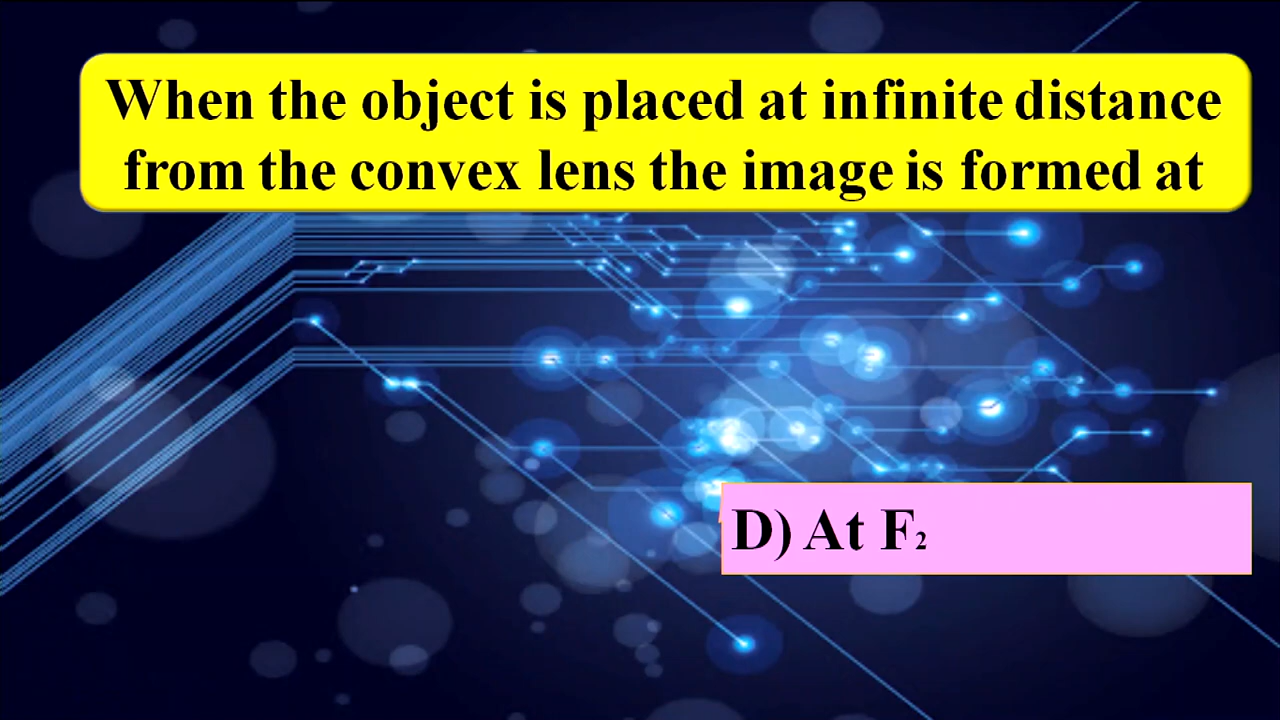 When the object is placed at infinite distance
from the convex lens the image is formed at
D) At F₂